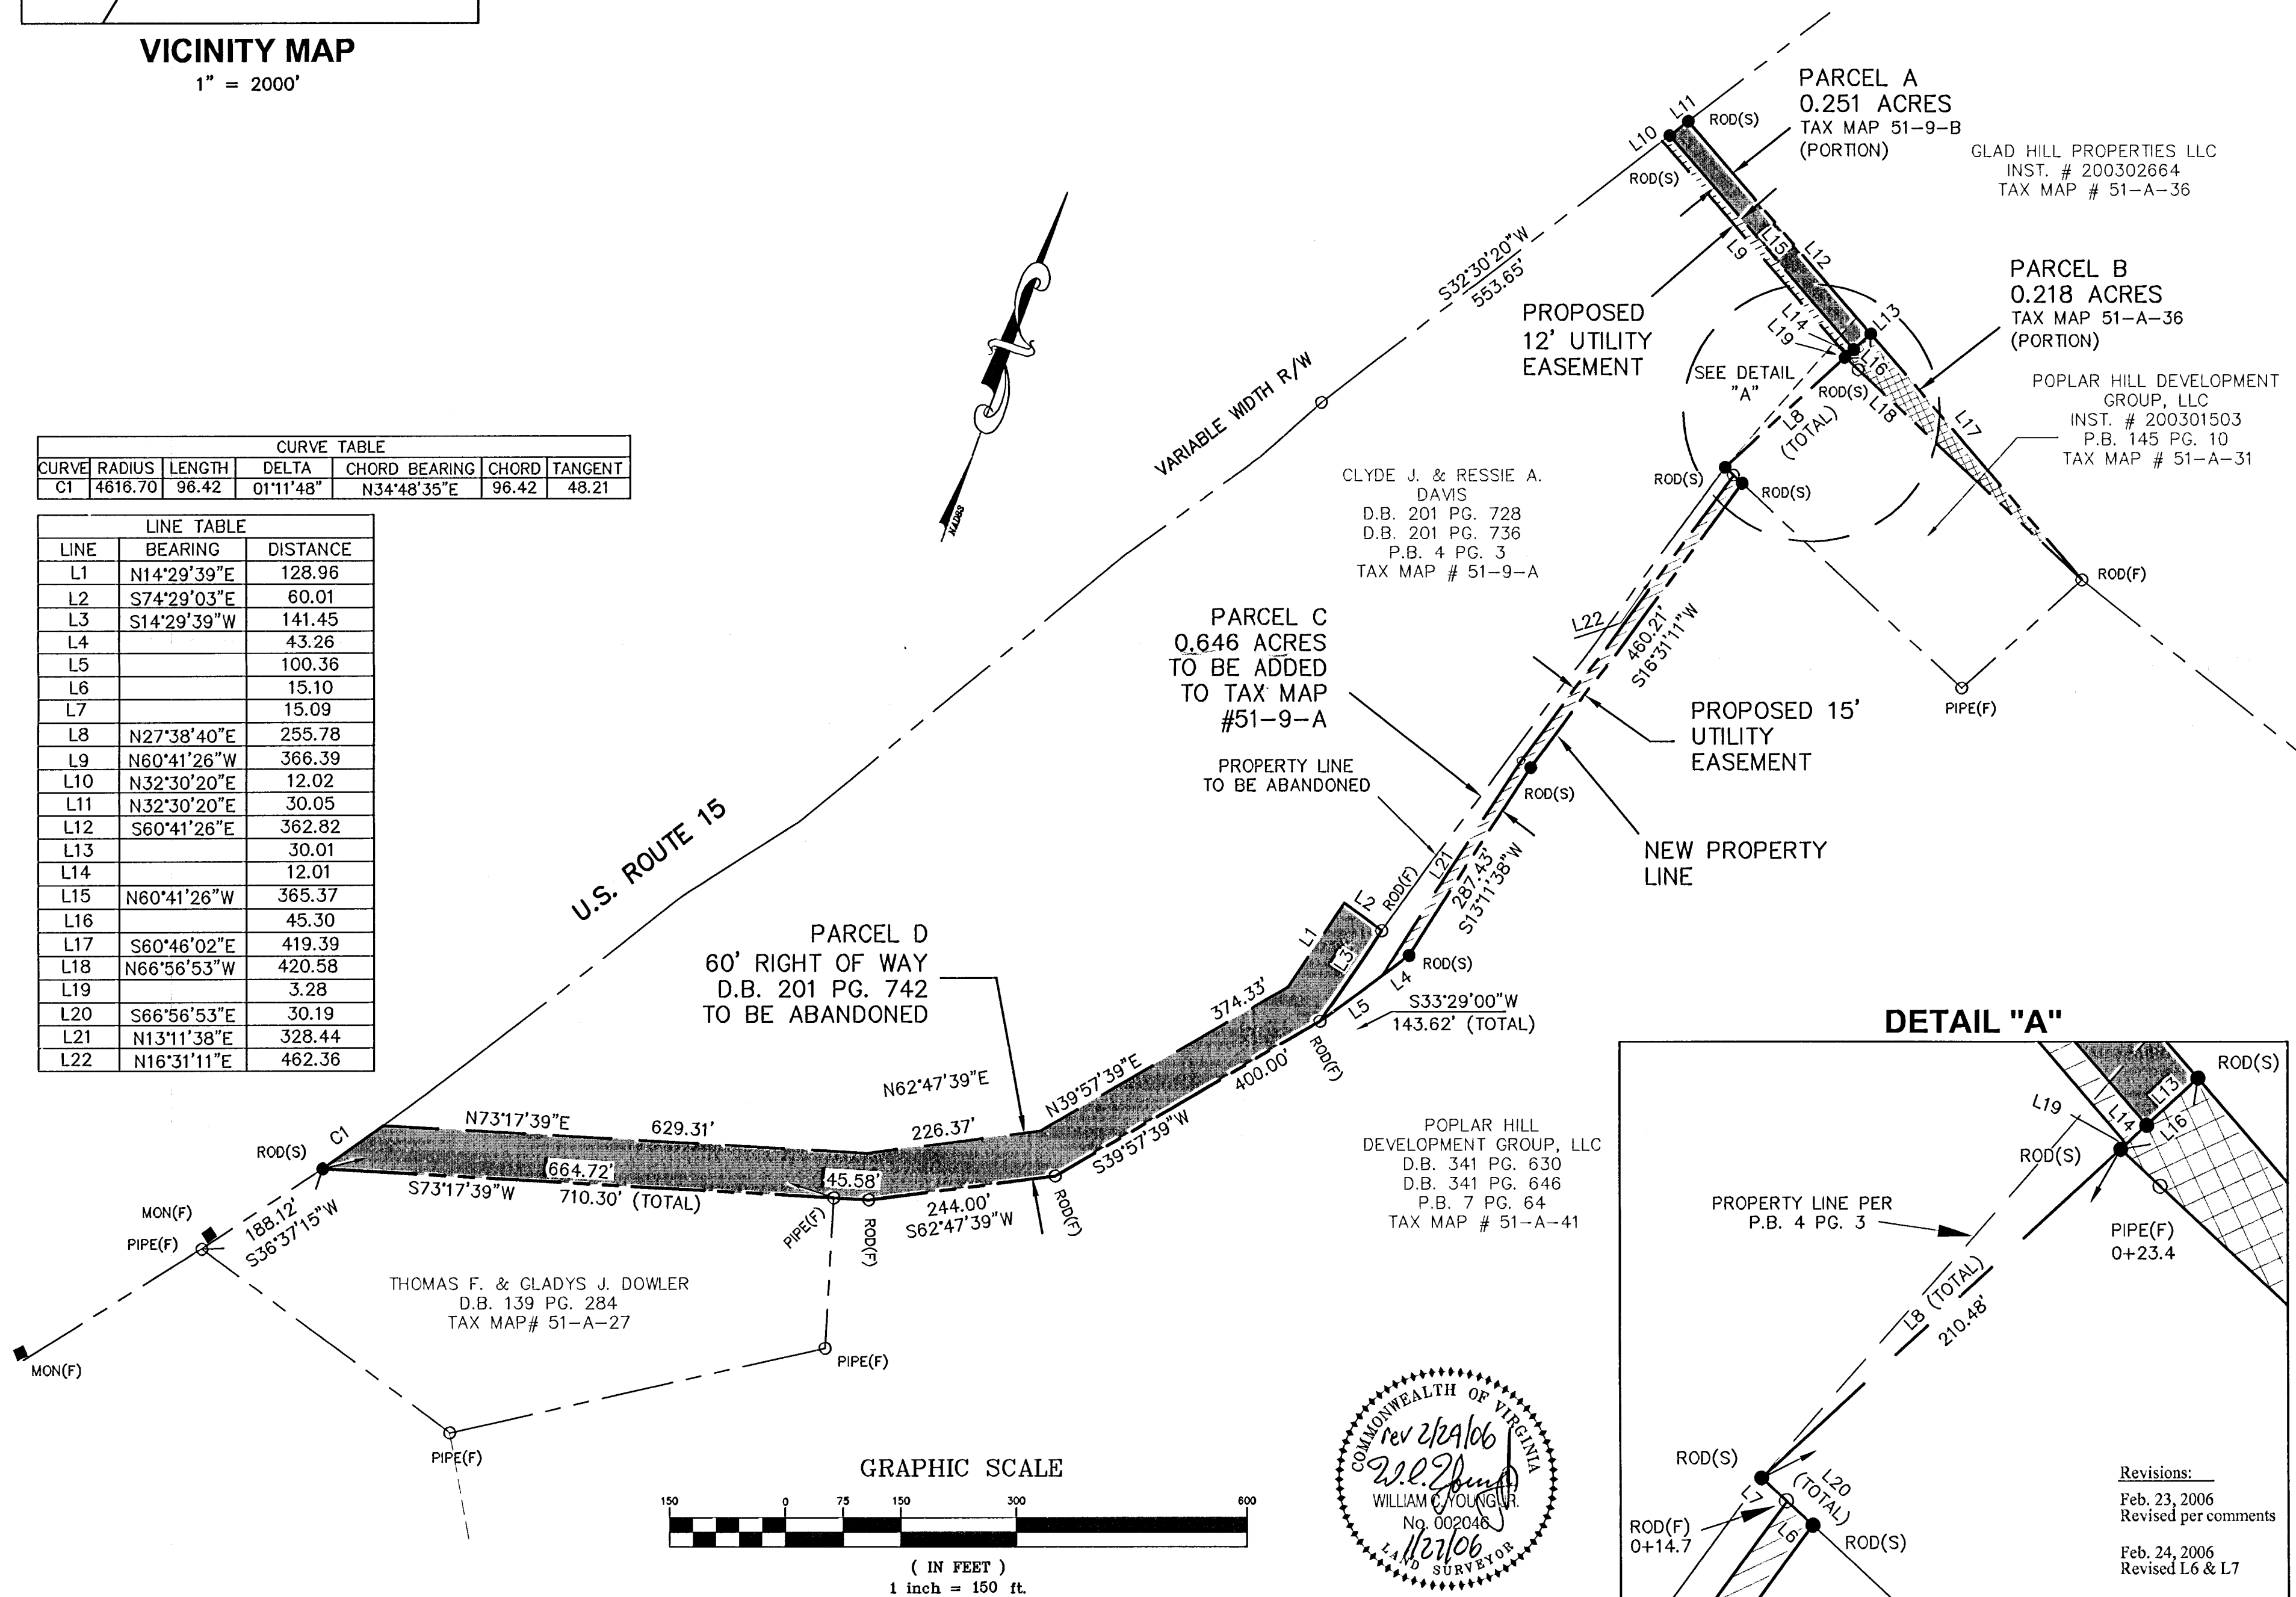 VICINITY MAP
1" = 2000'
CURVE TABLE
CURVE RADIUS LENGTH DELTA CHORD BEARING CHORD TANGENT
C1 4616.70 96.42 01°11'48" N34°48'35"E 96.42 48.21
LINE TABLE
LINE BEARING DISTANCE
L1 N14°29'39"E 128.96
L2 S74°29'03"E 60.01
L3 S14°29'39"W 141.45
L4 43.26
L5 100.36
L6 15.10
L7 15.09
L8 N27°38'40"E 255.78
L9 N60°41'26"W 366.39
L10 N32°30'20"E 12.02
L11 N32°30'20"E 30.05
L12 S60°41'26"E 362.82
L13 30.01
L14 12.01
L15 N60°41'26"W 365.37
L16 45.30
L17 S60°46'02"E 419.39
L18 N66°56'53"W 420.58
L19 3.28
L20 S66°56'53"E 30.19
L21 N13°11'38"E 328.44
L22 N16°31'11"E 462.36
NAD83
U.S. ROUTE 15
VARIABLE WIDTH R/W
S32°30'20"W
553.65'
L10
L11
ROD(S)
ROD(S)
PARCEL A
0.251 ACRES
TAX MAP 51-9-B
(PORTION)
GLAD HILL PROPERTIES LLC
INST. # 200302664
TAX MAP # 51-A-36
L9
L15
L12
L13
L14
L19
L16
ROD(S)
L18
L17
PARCEL B
0.218 ACRES
TAX MAP 51-A-36
(PORTION)
POPLAR HILL DEVELOPMENT
GROUP, LLC
INST. # 200301503
P.B. 145 PG. 10
TAX MAP # 51-A-31
PROPOSED
12' UTILITY
EASEMENT
SEE DETAIL
"A"
L8
(TOTAL)
ROD(S)
ROD(S)
ROD(F)
PIPE(F)
CLYDE J. & RESSIE A.
DAVIS
D.B. 201 PG. 728
D.B. 201 PG. 736
P.B. 4 PG. 3
TAX MAP # 51-9-A
L22
460.21'
S16°31'11"W
PARCEL C
0.646 ACRES
TO BE ADDED
TO TAX MAP
#51-9-A
PROPERTY LINE
TO BE ABANDONED
PROPOSED 15'
UTILITY
EASEMENT
ROD(S)
NEW PROPERTY
LINE
L21
287.43'
S13°11'38"W
ROD(F)
L2
L1
L3
ROD(S)
L4
L5
S33°29'00"W
143.62' (TOTAL)
ROD(F)
PARCEL D
60' RIGHT OF WAY
D.B. 201 PG. 742
TO BE ABANDONED
374.33'
N39°57'39"E
400.00'
S39°57'39"W
N62°47'39"E
226.37'
N73°17'39"E
629.31'
C1
ROD(S)
664.72'
45.58'
S73°17'39"W
710.30' (TOTAL)
244.00'
S62°47'39"W
PIPE(F)
ROD(F)
ROD(F)
188.12'
S36°37'15"W
MON(F)
PIPE(F)
MON(F)
THOMAS F. & GLADYS J. DOWLER
D.B. 139 PG. 284
TAX MAP# 51-A-27
PIPE(F)
PIPE(F)
POPLAR HILL
DEVELOPMENT GROUP, LLC
D.B. 341 PG. 630
D.B. 341 PG. 646
P.B. 7 PG. 64
TAX MAP # 51-A-41
GRAPHIC SCALE
150 0 75 150 300 600
( IN FEET )
1 inch = 150 ft.
COMMONWEALTH OF VIRGINIA
rev 2/29/06
W.C. Young Jr
WILLIAM C. YOUNG JR.
No. 002046
1/27/06
LAND SURVEYOR
DETAIL "A"
ROD(S)
L13
L19
L14
L16
ROD(S)
PROPERTY LINE PER
P.B. 4 PG. 3
PIPE(F)
0+23.4
L8 (TOTAL)
210.48'
ROD(S)
L20
(TOTAL)
L7
L6
ROD(F)
0+14.7
ROD(S)
Revisions:
Feb. 23, 2006
Revised per comments
Feb. 24, 2006
Revised L6 & L7